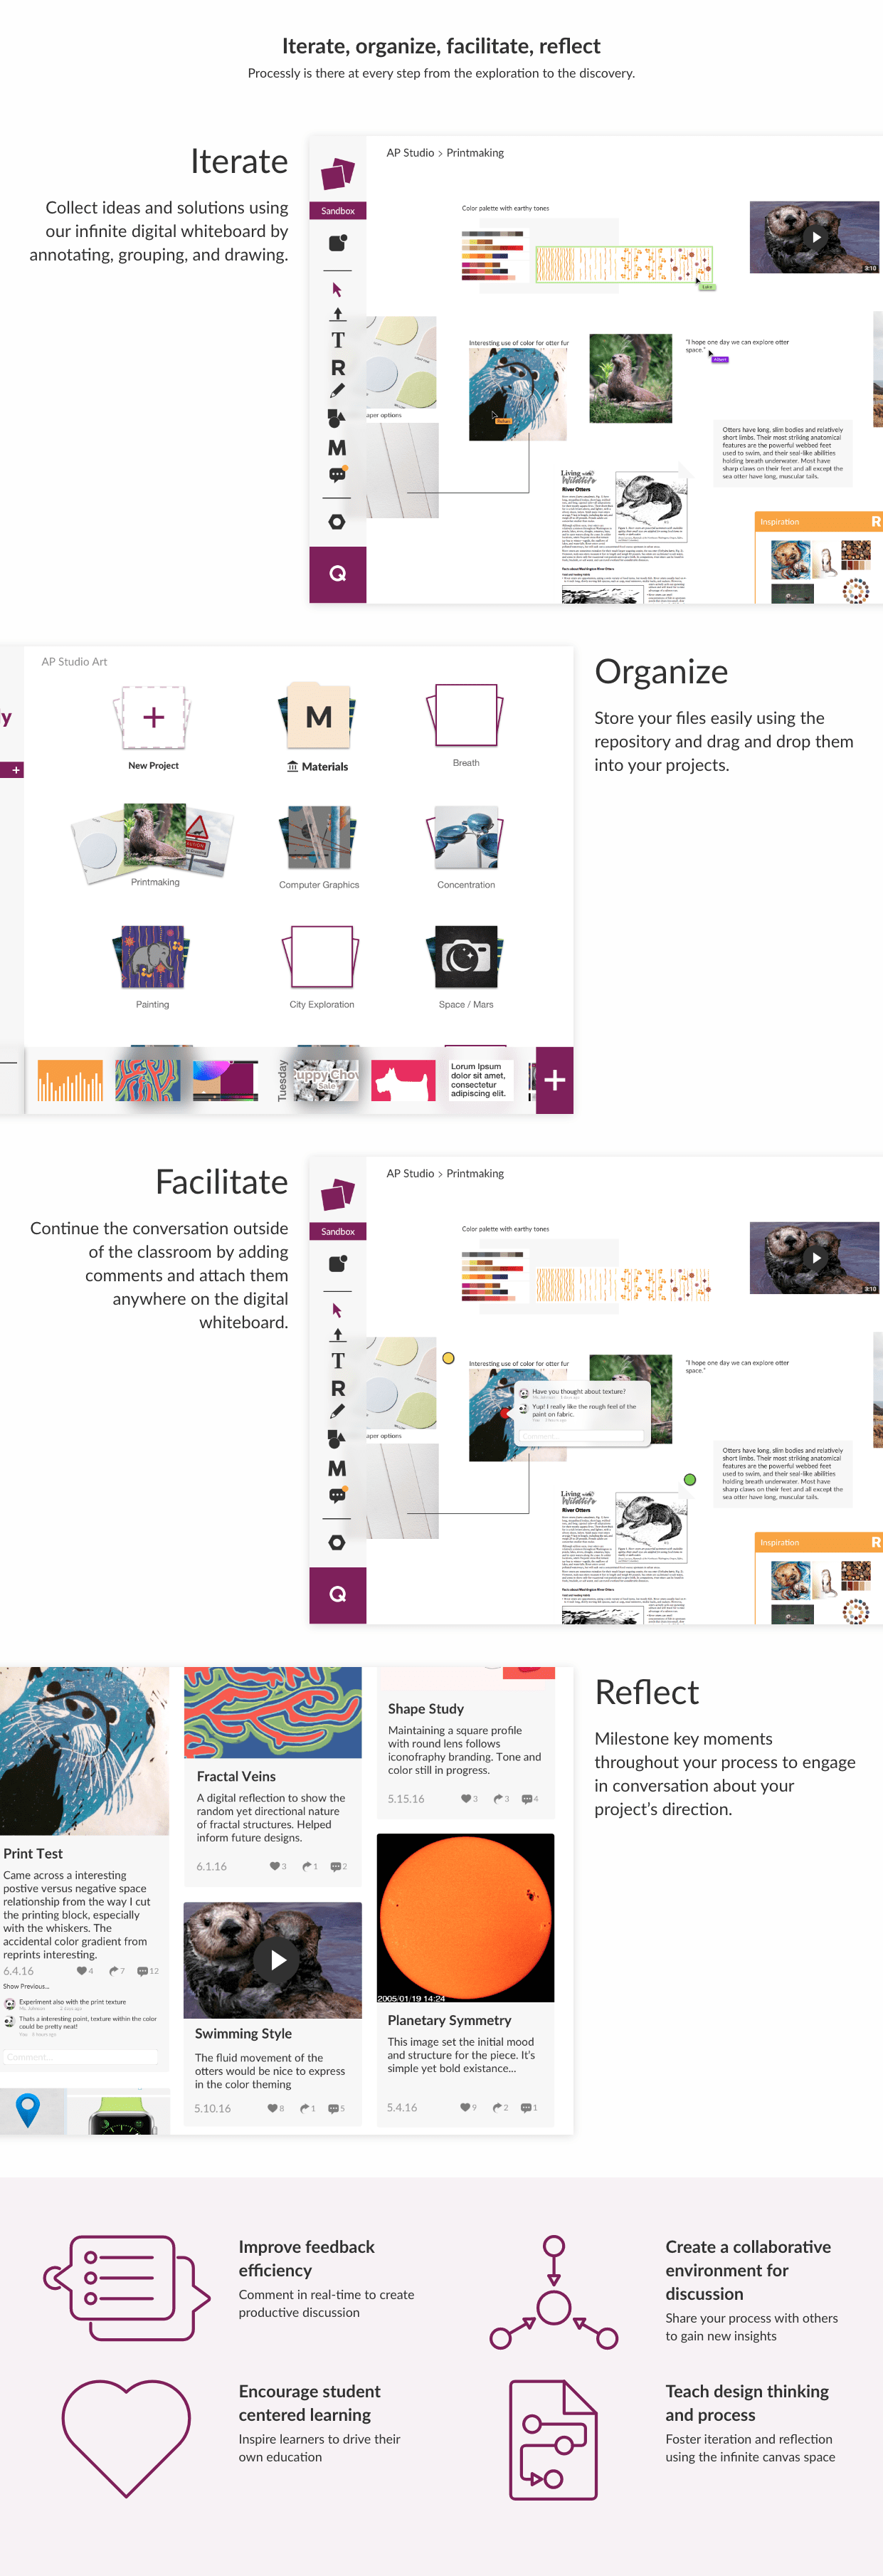 Iterate, organize, facilitate, reflect
Processly is there at every step from the exploration to the discovery.
Iterate
Collect ideas and solutions using
our infinite digital whiteboard by
annotating, grouping, and drawing.
AP Studio > Printmaking
Sandbox
Color palette with earthy tones
3:10
Luke
T
R
M
Q
Interesting use of color for otter fur
"I hope one day we can explore otter
space."
aper options
Otters have long, slim bodies and relatively
short limbs. Their most striking anatomical
features are the powerful webbed feet
used to swim, and their seal-like abilities
holding breath underwater. Most have
sharp claws on their feet and all except the
sea otter have long, muscular tails.
Living with
Wildlife
River Otters
Inspiration
R
Organize
Store your files easily using the
repository and drag and drop them
into your projects.
y
+
AP Studio Art
+
M
New Project
Materials
Breath
Printmaking
Computer Graphics
Concentration
Painting
City Exploration
Space / Mars
Tuesday
uppy Chow
Sale
Lorum Ipsum
dolor sit amet,
consectetur
adipiscing elit.
+
Facilitate
Continue the conversation outside
of the classroom by adding
comments and attach them
anywhere on the digital
whiteboard.
AP Studio > Printmaking
Sandbox
Color palette with earthy tones
3:10
T
R
M
Q
Interesting use of color for otter fur
"I hope one day we can explore otter
space."
Have you thought about texture?
Yup! I really like the rough feel of the
paint on fabric.
Comment...
aper options
Otters have long, slim bodies and relatively
short limbs. Their most striking anatomical
features are the powerful webbed feet
used to swim, and their seal-like abilities
holding breath underwater. Most have
sharp claws on their feet and all except the
sea otter have long, muscular tails.
Living with
Wildlife
River Otters
Inspiration
R
Reflect
Milestone key moments
throughout your process to engage
in conversation about your
project's direction.
Print Test
Came across a interesting
postive versus negative space
relationship from the way I cut
the printing block, especially
with the whiskers. The
accidental color gradient from
reprints interesting.
6.4.16 4 7 12
Show Previous...
Experiment also with the print texture
Thats a interesting point, texture within the color
could be pretty neat!
Comment...
Fractal Veins
A digital reflection to show the
random yet directional nature
of fractal structures. Helped
inform future designs.
6.1.16 3 1 2
Swimming Style
The fluid movement of the
otters would be nice to express
in the color theming
5.10.16 8 1 5
Shape Study
Maintaining a square profile
with round lens follows
iconofraphy branding. Tone and
color still in progress.
5.15.16 3 3 4
2005/01/19 14:24
Planetary Symmetry
This image set the initial mood
and structure for the piece. It's
simple yet bold existance...
5.4.16 9 2 1
Improve feedback
efficiency
Comment in real-time to create
productive discussion
Create a collaborative
environment for
discussion
Share your process with others
to gain new insights
Encourage student
centered learning
Inspire learners to drive their
own education
Teach design thinking
and process
Foster iteration and reflection
using the infinite canvas space